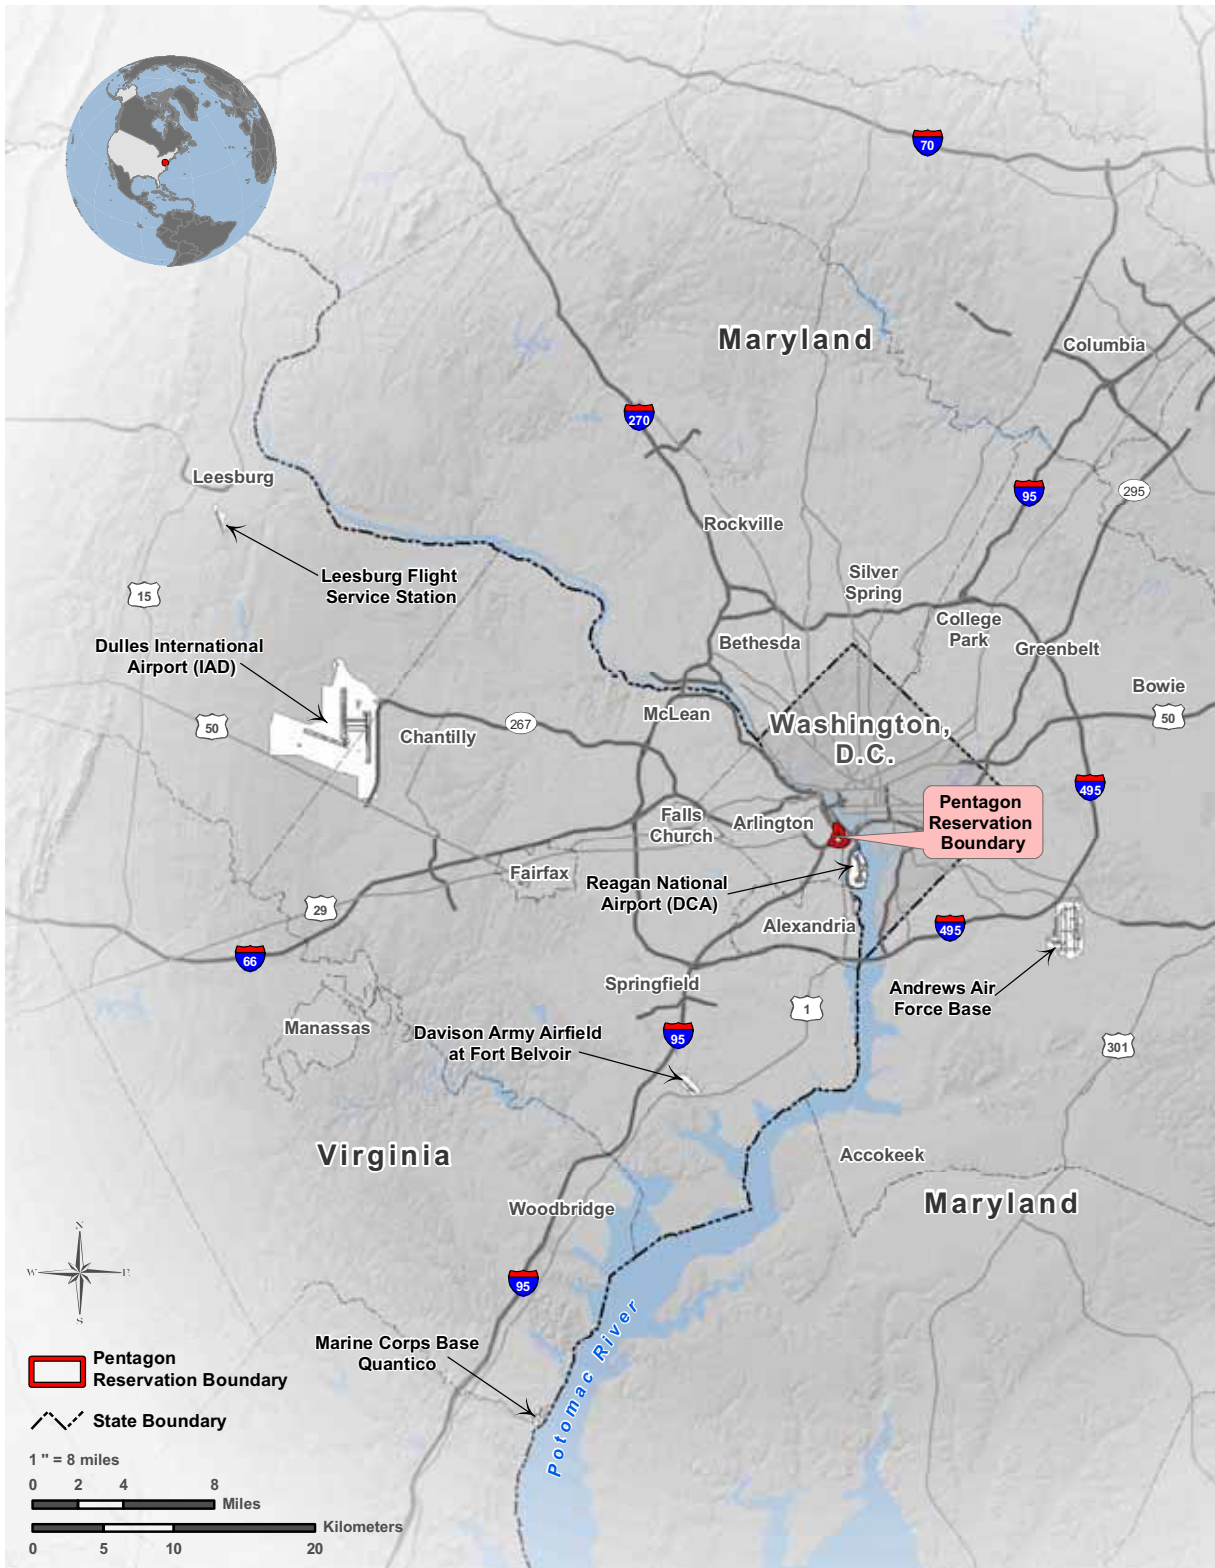 70
Maryland
Columbia
270
Leesburg
95
295
Rockville
Leesburg Flight
Service Station
15
Silver
Spring
College
Park
Dulles International
Airport (IAD)
Bethesda
Greenbelt
Bowie
50
McLean
50
267
Chantilly
Washington,
D.C.
495
Pentagon
Reservation
Boundary
Falls
Church
Arlington
Fairfax
Reagan National
Airport (DCA)
29
Alexandria
495
66
Springfield
Andrews Air
Force Base
1
Manassas
Davison Army Airfield
at Fort Belvoir
95
301
Virginia
Accokeek
Maryland
Woodbridge
N
W
E
S
95
Potomac River
Marine Corps Base
Quantico
Pentagon
Reservation Boundary
State Boundary
1 " = 8 miles
0 2 4 8
Miles
Kilometers
0 5 10 20